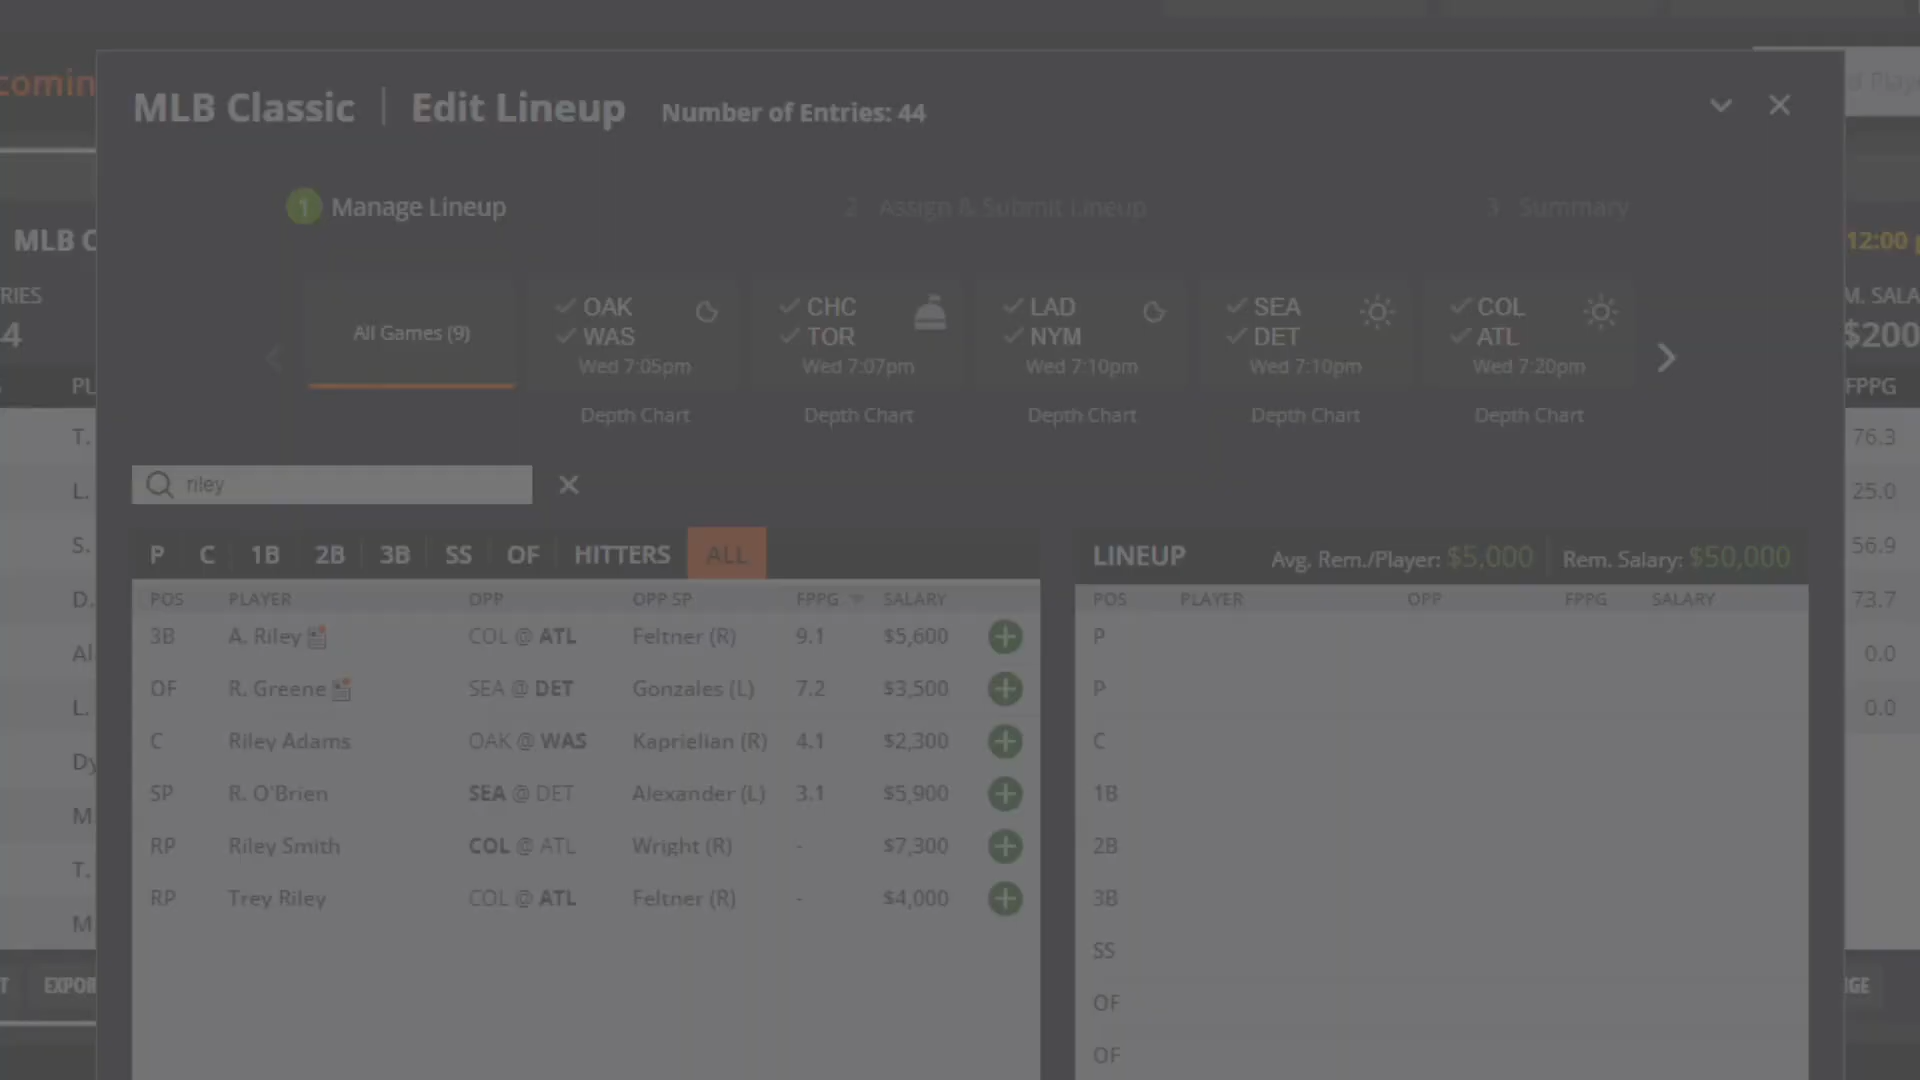 comin
d Play
MLB Classic | Edit Lineup Number of Entries: 44
1 Manage Lineup 2 Assign & Submit Lineup 3 Summary
MLB C
12:00 p
RIES
M. SALA
4
$200
All Games (9)
OAK
WAS
Wed 7:05pm
Depth Chart
CHC
TOR
Wed 7:07pm
Depth Chart
LAD
NYM
Wed 7:10pm
Depth Chart
SEA
DET
Wed 7:10pm
Depth Chart
COL
ATL
Wed 7:20pm
Depth Chart
PL
FPPG
T.
76.3
L.
25.0
S.
56.9
D.
73.7
Al
0.0
L.
0.0
Dy
M
T.
M
riley
P C 1B 2B 3B SS OF HITTERS ALL
POS PLAYER OPP OPP SP FPPG SALARY
3B A. Riley COL @ ATL Feltner (R) 9.1 $5,600
OF R. Greene SEA @ DET Gonzales (L) 7.2 $3,500
C Riley Adams OAK @ WAS Kaprielian (R) 4.1 $2,300
SP R. O'Brien SEA @ DET Alexander (L) 3.1 $5,900
RP Riley Smith COL @ ATL Wright (R) - $7,300
RP Trey Riley COL @ ATL Feltner (R) - $4,000
LINEUP Avg. Rem./Player: $5,000 Rem. Salary: $50,000
POS PLAYER OPP FPPG SALARY
P
P
C
1B
2B
3B
SS
OF
OF
T EXPOR
GE